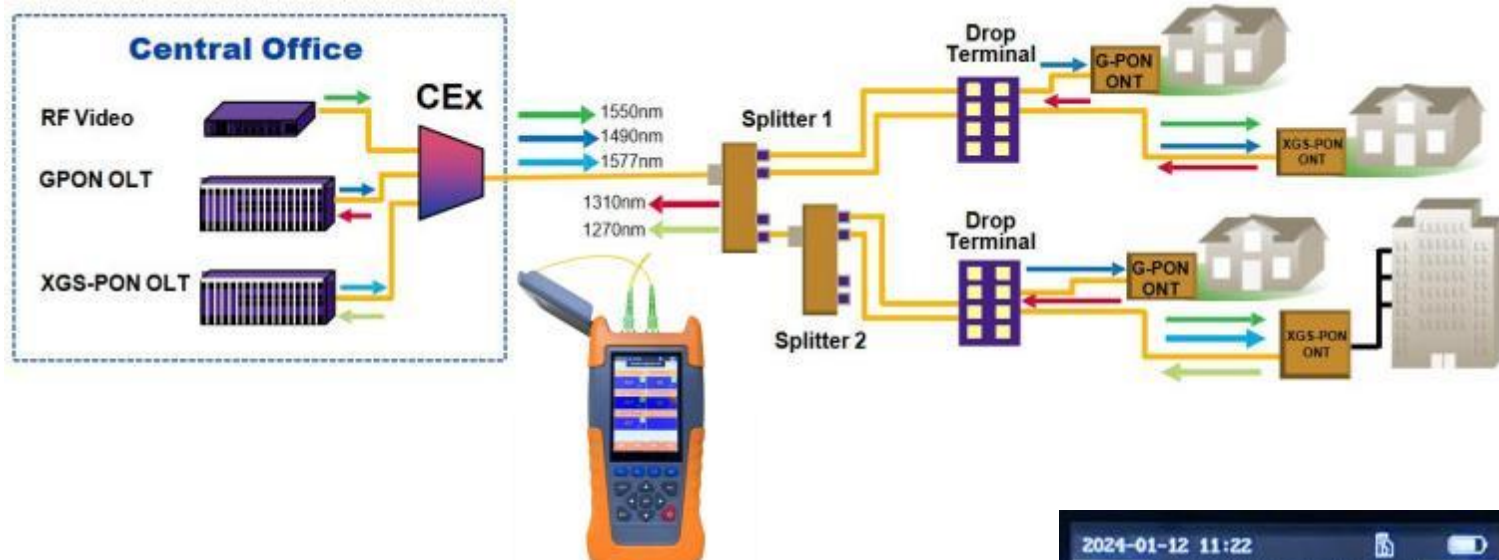 Central Office
RF Video
GPON OLT
XGS-PON OLT
CEx
1550nm
1490nm
1577nm
1310nm
1270nm
Splitter 1
Splitter 2
Drop
Terminal
G-PON
ONT
XGS-PON
ONT
Drop
Terminal
G-PON
ONT
XGS-PON
ONT
2024-01-12 11:22